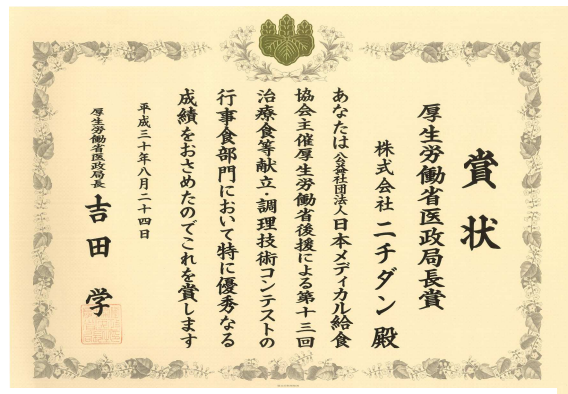 賞状
厚生労働省医政局長賞
株式会社 ニチダン 殿
あなたは公益社団法人日本メディカル給食
協会主催厚生労働省後援による第十三回
治療食等献立・調理技術コンテストの
行事食部門において特に優秀なる
成績をおさめたのでこれを賞します
平成三十年八月二十四日
厚生労働省医政局長 吉田 学